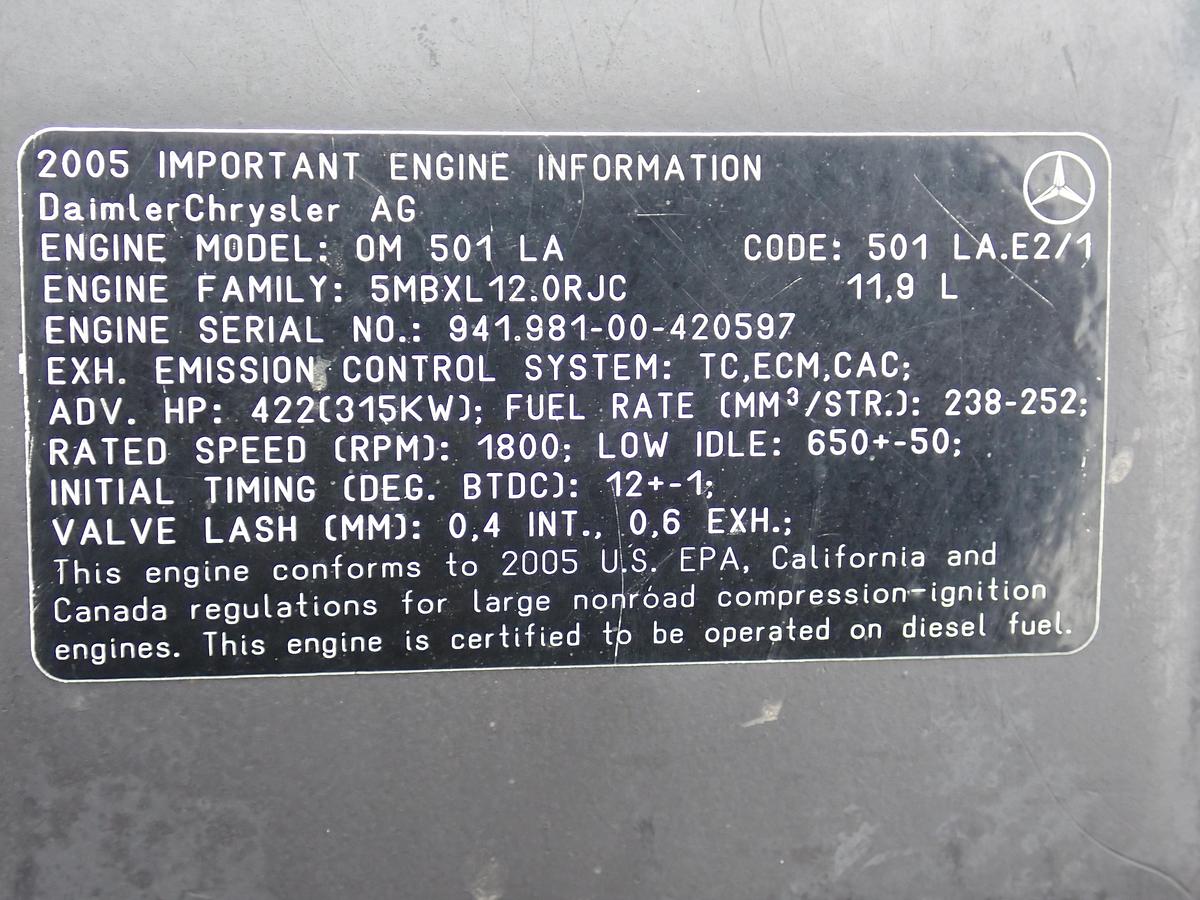 2005 IMPORTANT ENGINE INFORMATION
DaimlerChrysler AG
ENGINE MODEL: OM 501 LA CODE: 501 LA.E2/1
ENGINE FAMILY: 5MBXL12.0RJC 11,9 L
ENGINE SERIAL NO.: 941.981-00-420597
EXH. EMISSION CONTROL SYSTEM: TC,ECM,CAC;
ADV. HP: 422(315KW); FUEL RATE (MM³/STR.): 238-252;
RATED SPEED (RPM): 1800; LOW IDLE: 650+-50;
INITIAL TIMING (DEG. BTDC): 12+-1;
VALVE LASH (MM): 0,4 INT., 0,6 EXH.;
This engine conforms to 2005 U.S. EPA, California and
Canada regulations for large nonroad compression-ignition
engines. This engine is certified to be operated on diesel fuel.